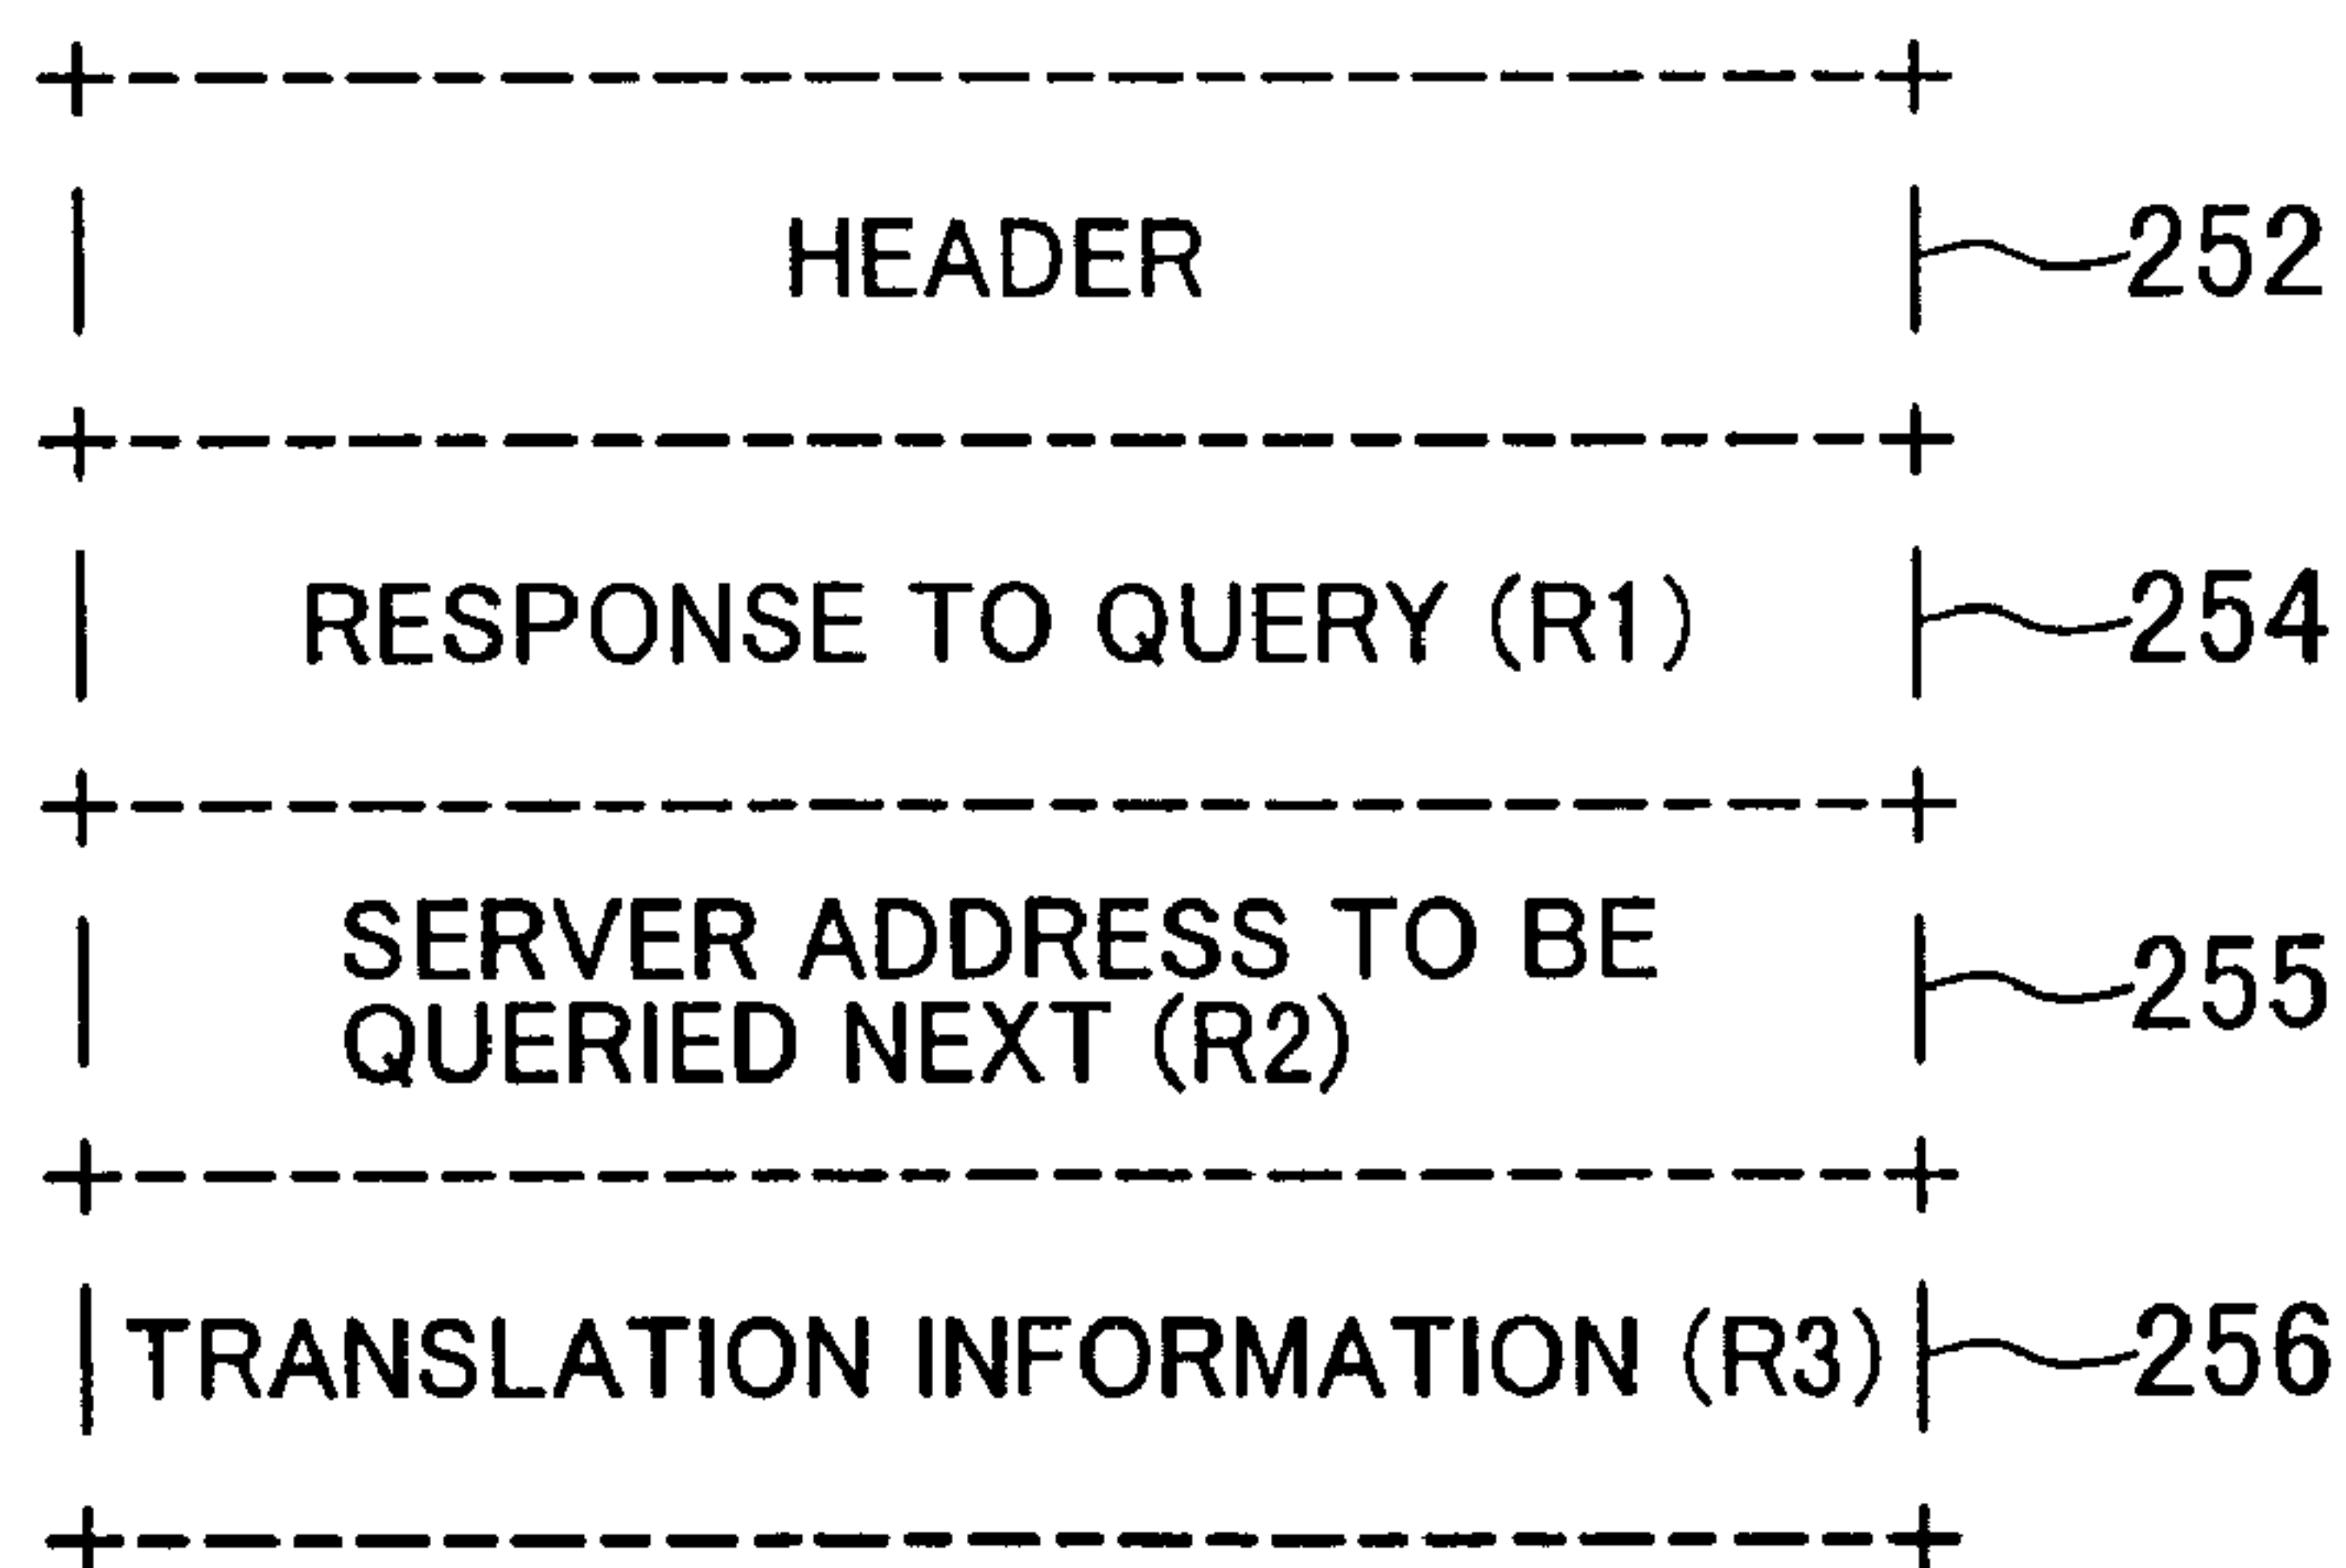 HEADER 252
RESPONSE TO QUERY (R1) 254
SERVER ADDRESS TO BE
QUERIED NEXT (R2) 255
TRANSLATION INFORMATION (R3) 256